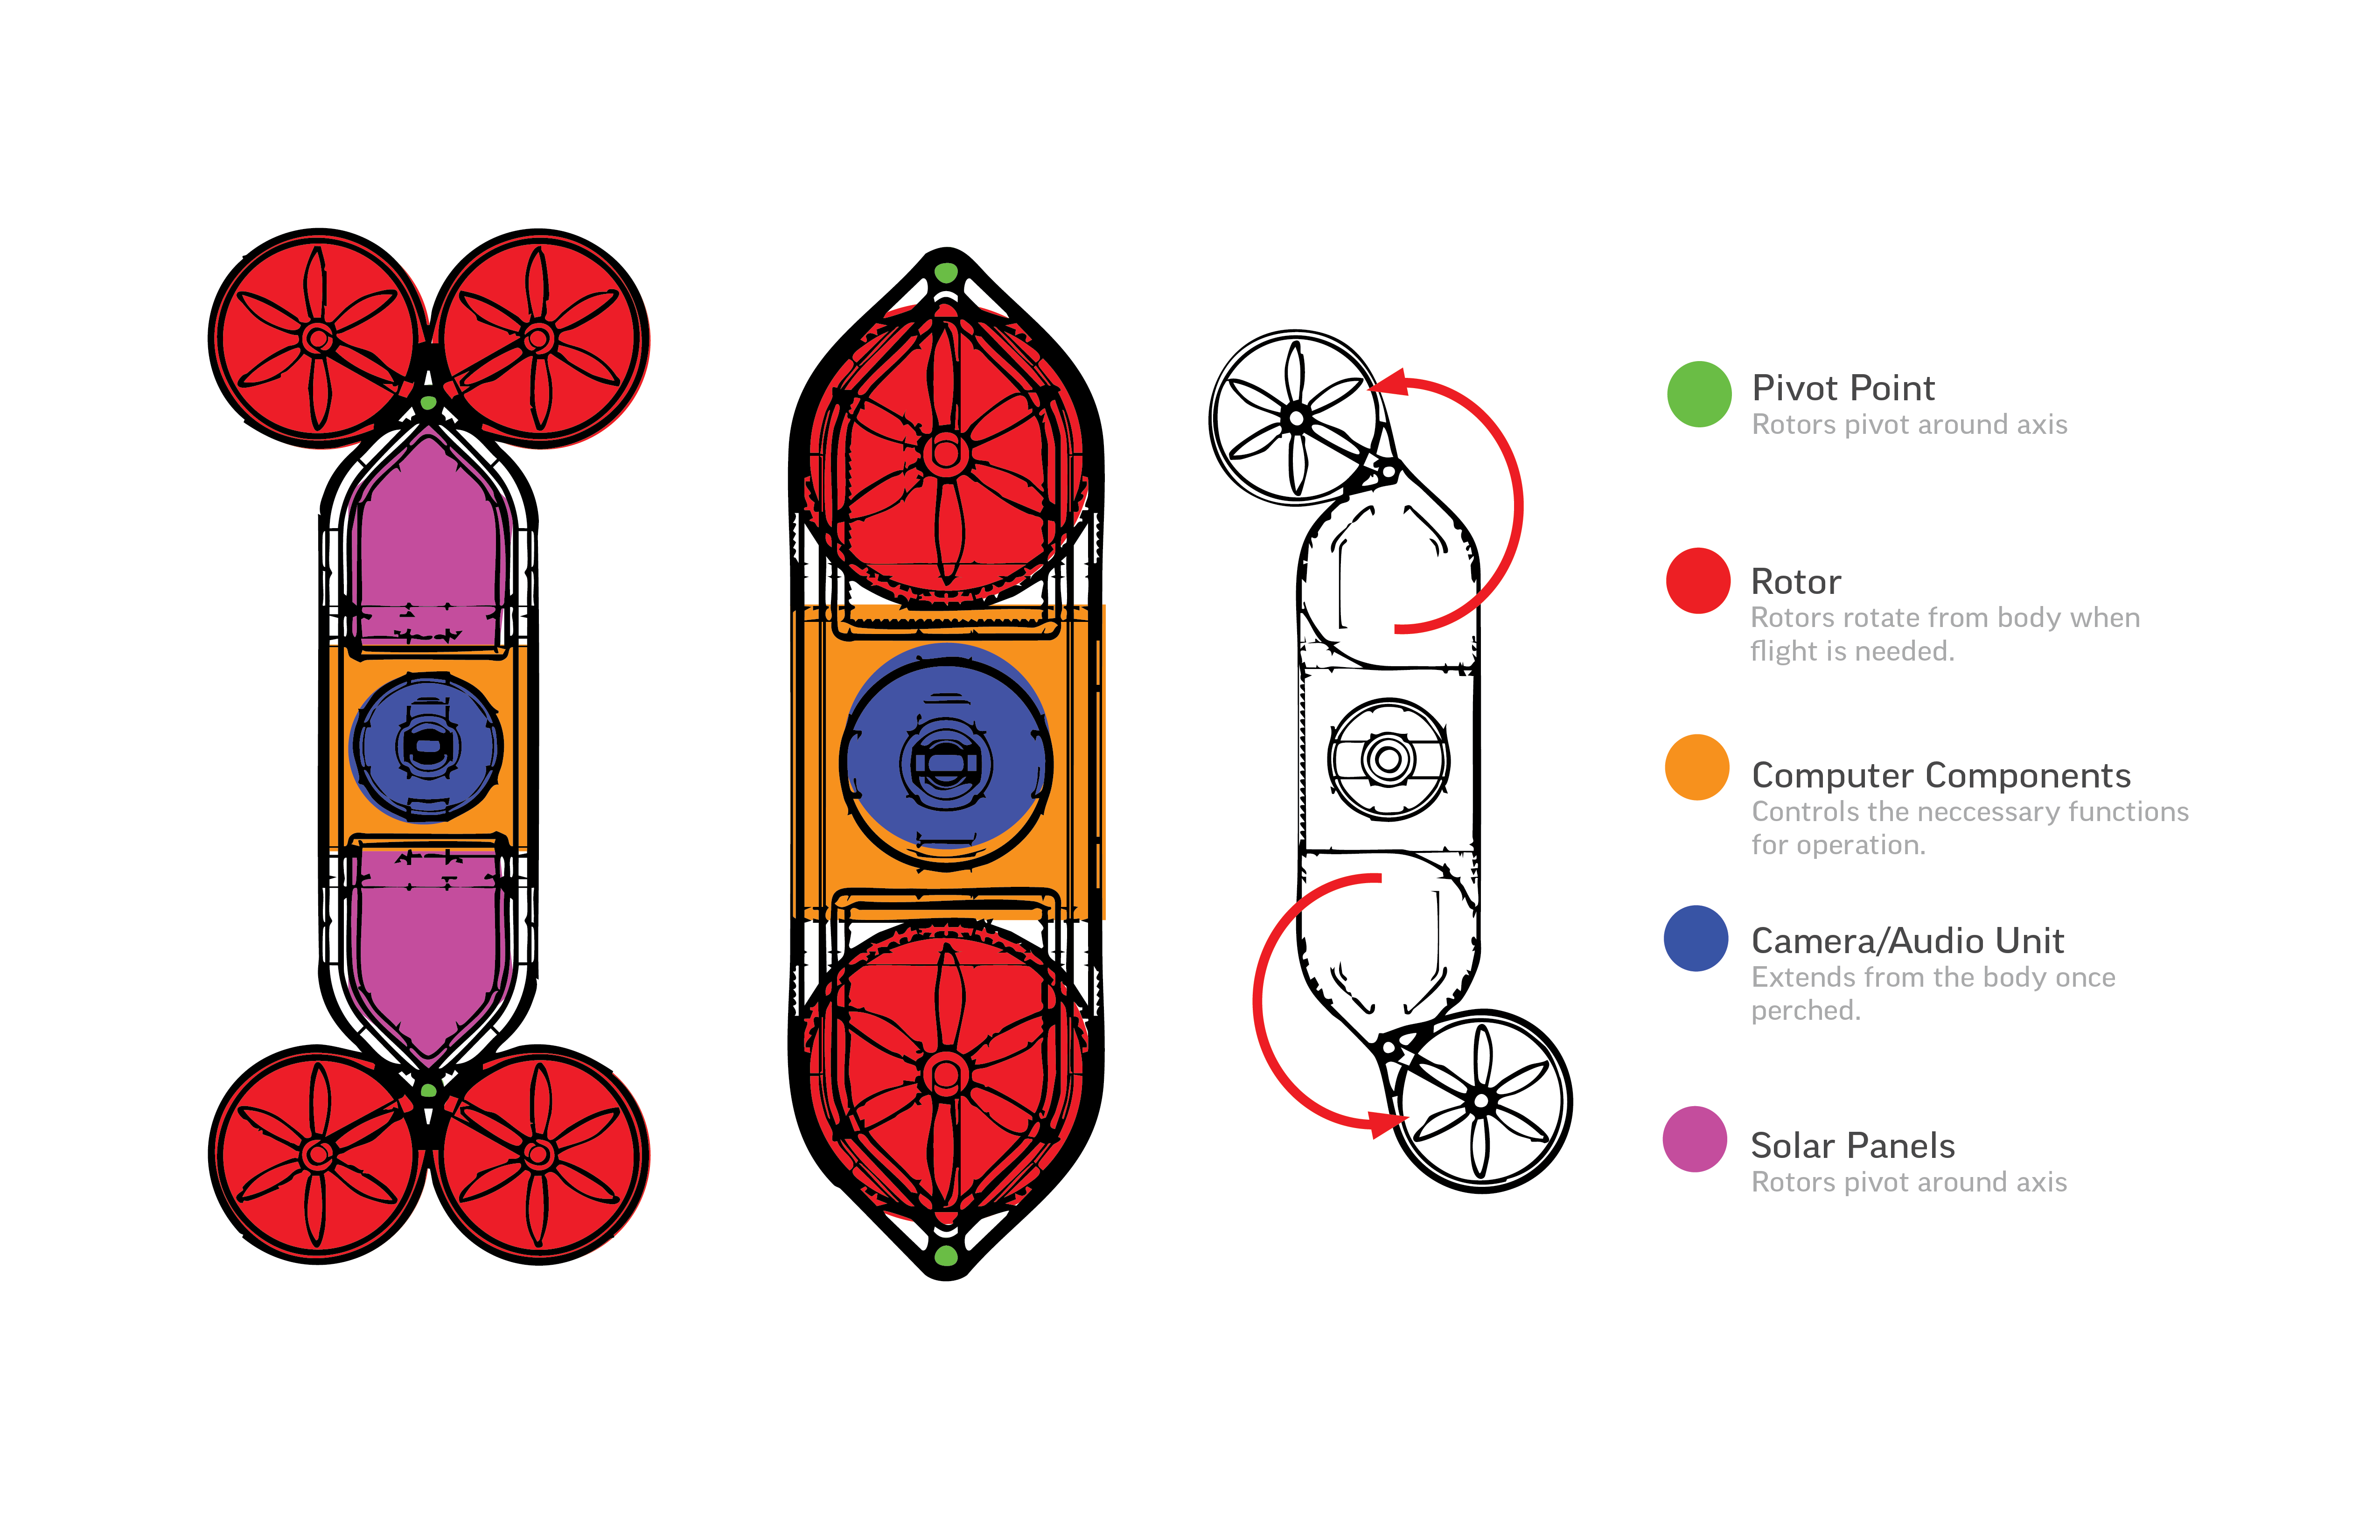 Pivot Point
Rotors pivot around axis
Rotor
Rotors rotate from body when
flight is needed.
Computer Components
Controls the neccessary functions
for operation.
Camera/Audio Unit
Extends from the body once
perched.
Solar Panels
Rotors pivot around axis